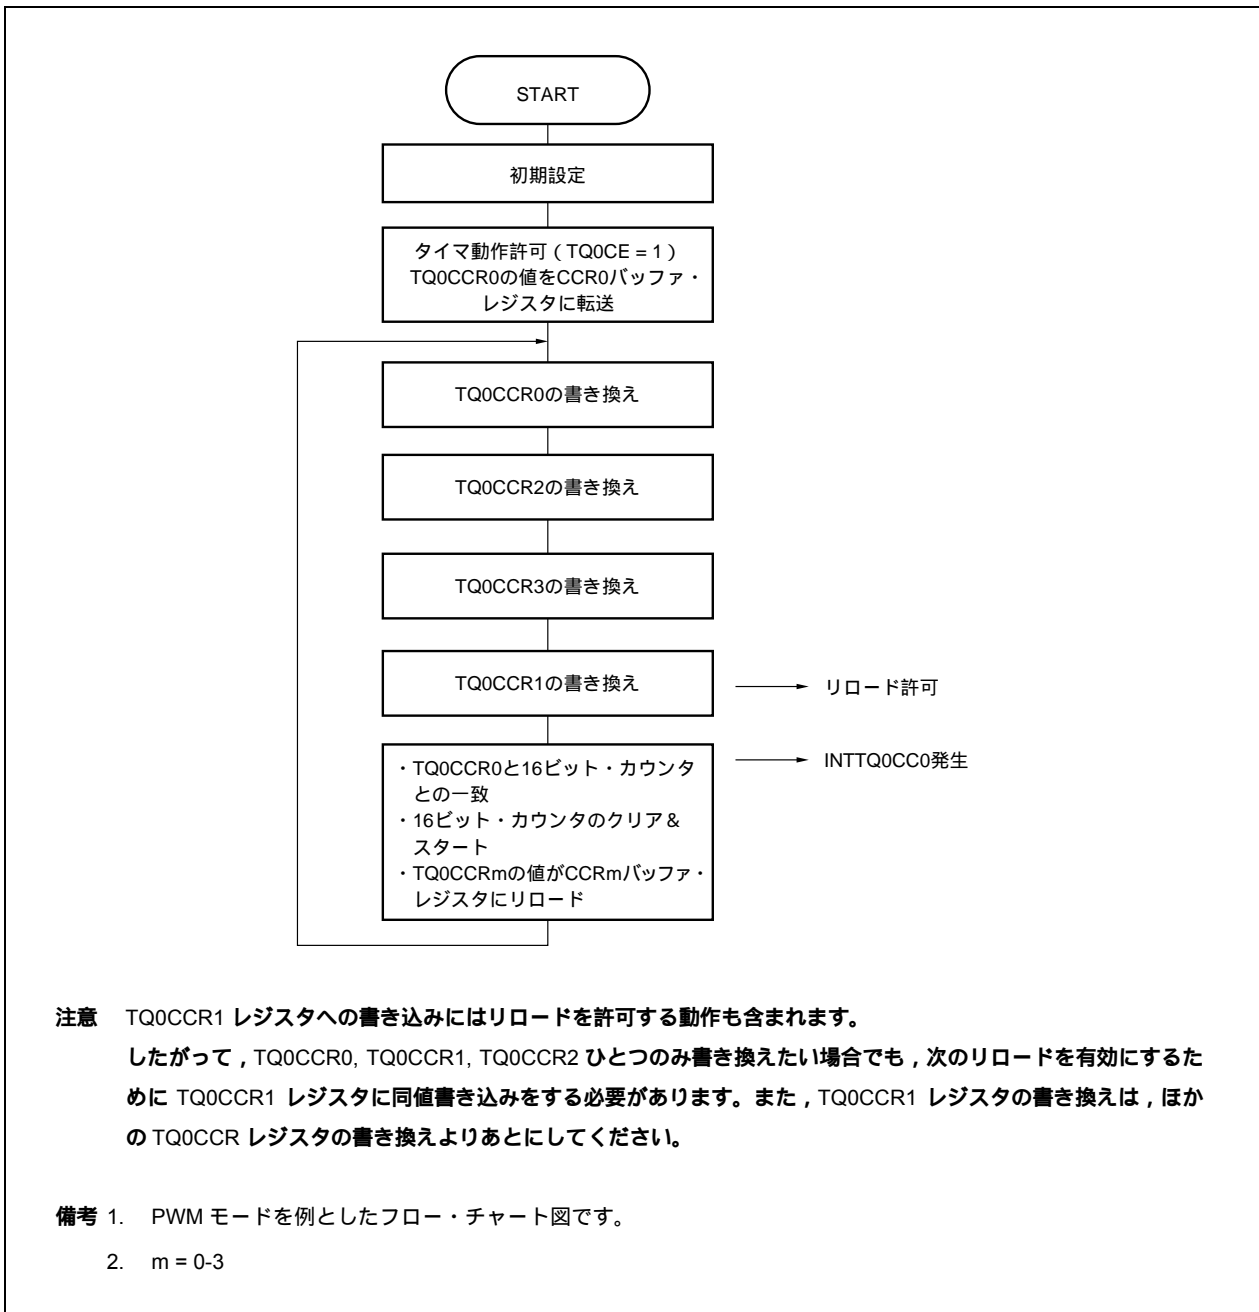 START
初期設定
タイマ動作許可（TQ0CE = 1）
TQ0CCR0の値をCCR0バッファ・
レジスタに転送
TQ0CCR0の書き換え
TQ0CCR2の書き換え
TQ0CCR3の書き換え
TQ0CCR1の書き換え
リロード許可
・TQ0CCR0と16ビット・カウンタ
との一致
・16ビット・カウンタのクリア＆
スタート
・TQ0CCRmの値がCCRmバッファ・
レジスタにリロード
INTTQ0CC0発生
注意 TQ0CCR1 レジスタへの書き込みにはリロードを許可する動作も含まれます。
したがって，TQ0CCR0, TQ0CCR1, TQ0CCR2 ひとつのみ書き換えたい場合でも，次のリロードを有効にするた
めに TQ0CCR1 レジスタに同値書き込みをする必要があります。また，TQ0CCR1 レジスタの書き換えは，ほか
の TQ0CCR レジスタの書き換えよりあとにしてください。
備考 1. PWM モードを例としたフロー・チャート図です。
2. m = 0-3